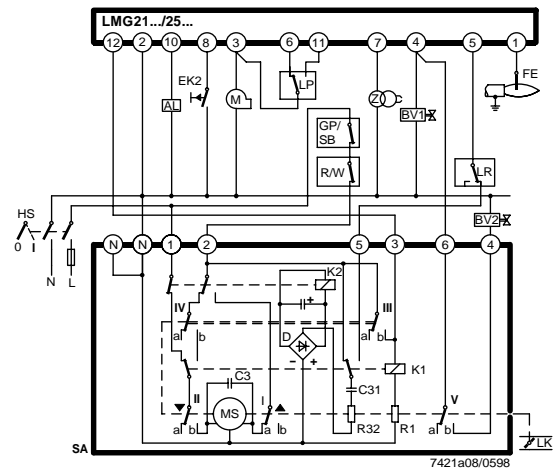 LMG21.../25...
12 2 10 8 3 6 11 7 4 5 1
FE
EK2
LP
AL
M
Z
BV1
GP/
SB
R/W
LR
HS
0 I
BV2
N L
N N 1 2 5 3 6 4
K2
IV
III
a b
a b
D
+
- +
K1
C3
C31
II
I
V
MS
a b
a b
R32
R1
a b
SA
LK
7421a08/0598